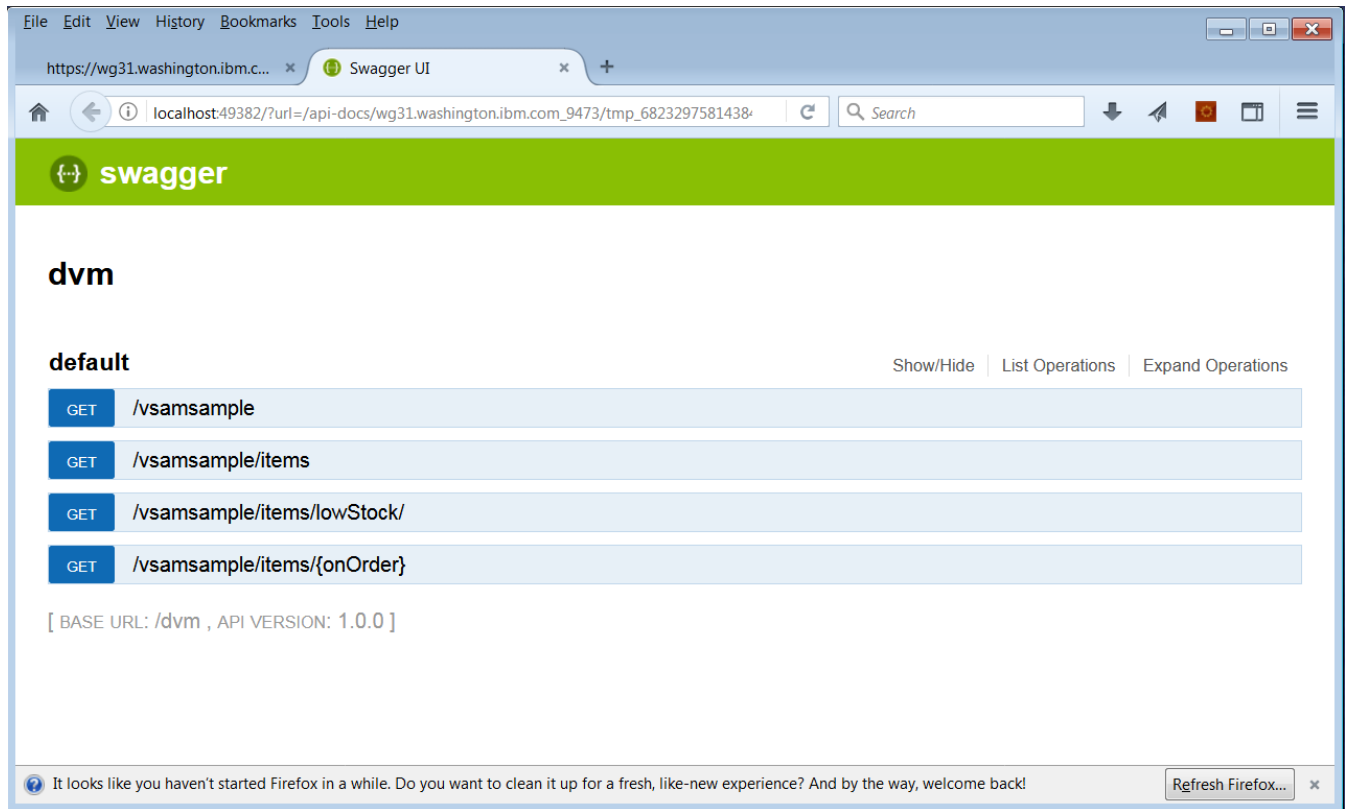 File Edit View History Bookmarks Tools Help
https://wg31.washington.ibm.c... × Swagger UI × +
localhost:49382/?url=/api-docs/wg31.washington.ibm.com_9473/tmp_6823297581438 Search
{··} swagger
dvm
default Show/Hide List Operations Expand Operations
GET /vsamsample
GET /vsamsample/items
GET /vsamsample/items/lowStock/
GET /vsamsample/items/{onOrder}
[ BASE URL: /dvm , API VERSION: 1.0.0 ]
It looks like you haven't started Firefox in a while. Do you want to clean it up for a fresh, like-new experience? And by the way, welcome back! Refresh Firefox... ×